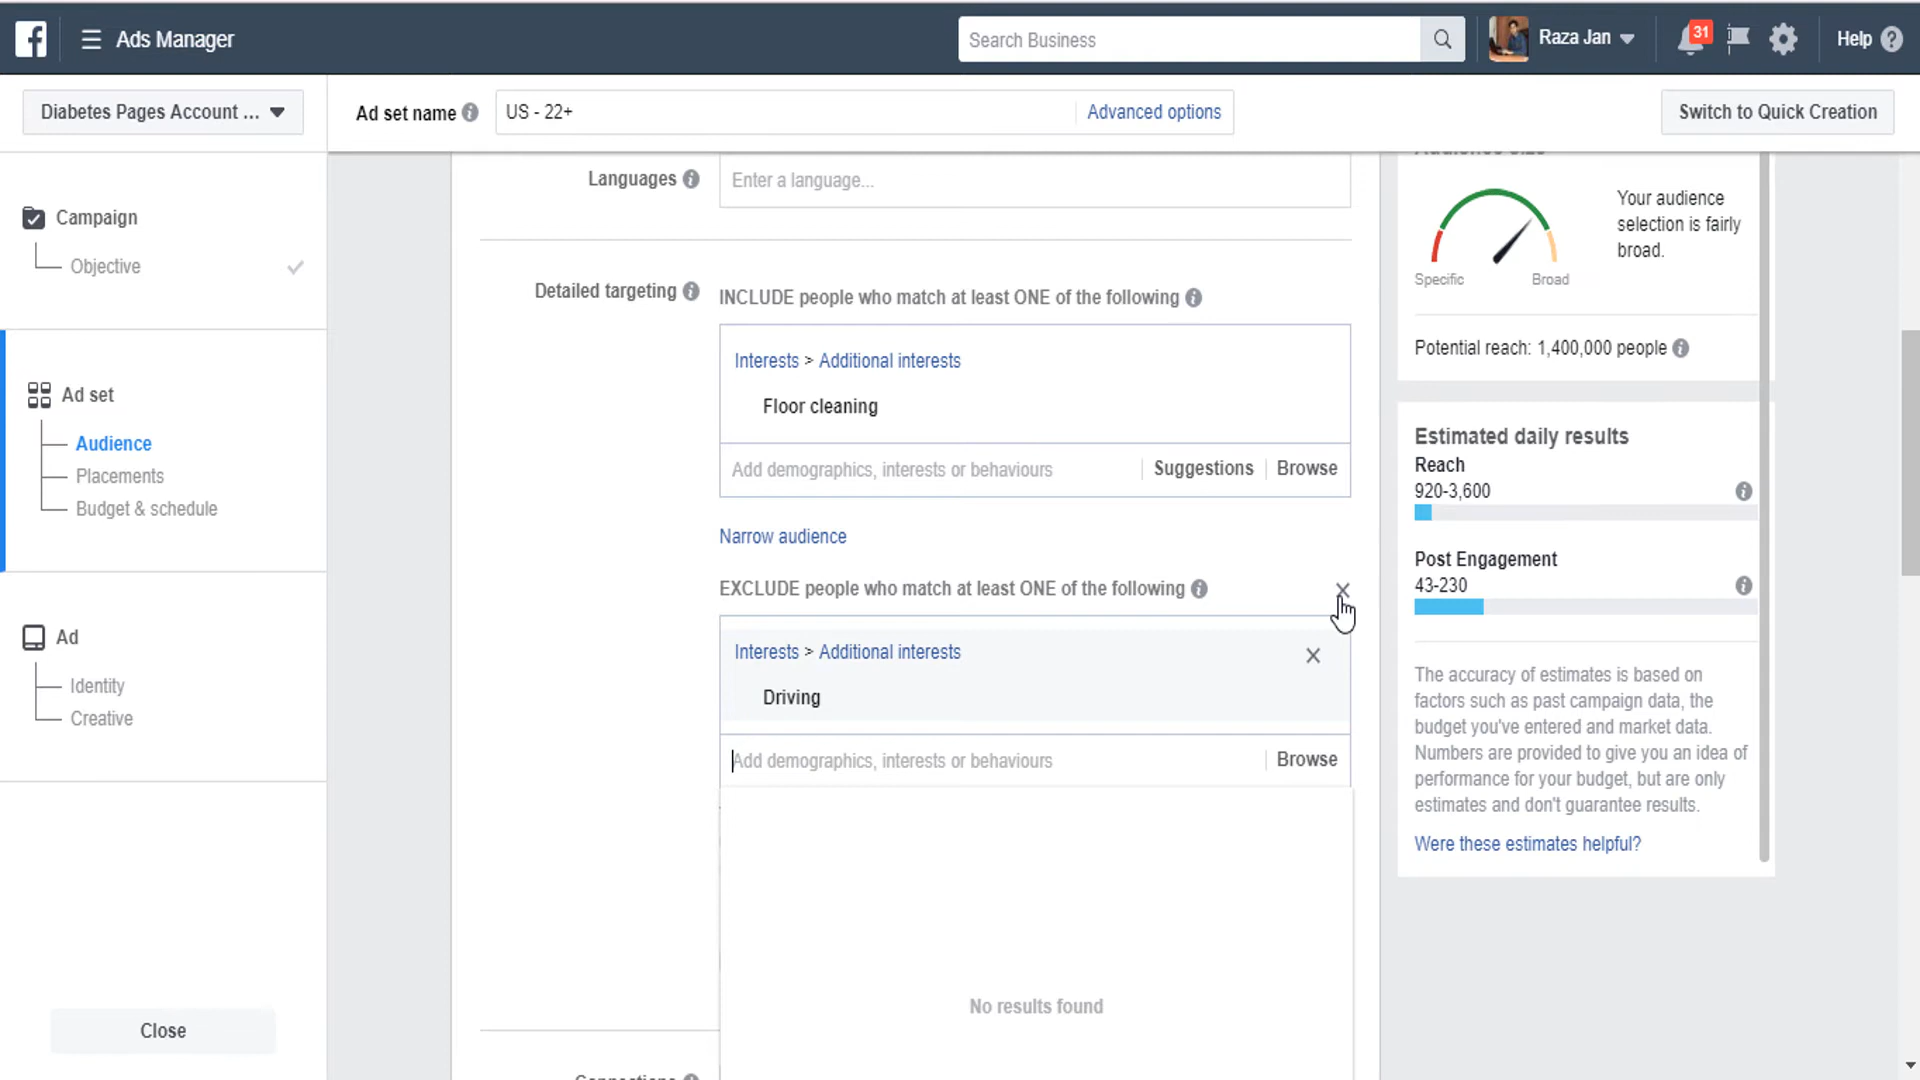 Ads Manager
Search Business
Raza Jan
31
Help
Diabetes Pages Account ...
Ad set name
US - 22+
Advanced options
Switch to Quick Creation
Campaign
Objective
Ad set
Audience
Placements
Budget & schedule
Ad
Identity
Creative
Close
Languages
Enter a language...
Detailed targeting
INCLUDE people who match at least ONE of the following
Interests > Additional interests
Floor cleaning
Add demographics, interests or behaviours
Suggestions
Browse
Narrow audience
EXCLUDE people who match at least ONE of the following
Interests > Additional interests
Driving
Add demographics, interests or behaviours
Browse
No results found
Your audience
selection is fairly
broad.
Specific
Broad
Potential reach: 1,400,000 people
Estimated daily results
Reach
920-3,600
Post Engagement
43-230
The accuracy of estimates is based on
factors such as past campaign data, the
budget you've entered and market data.
Numbers are provided to give you an idea of
performance for your budget, but are only
estimates and don't guarantee results.
Were these estimates helpful?